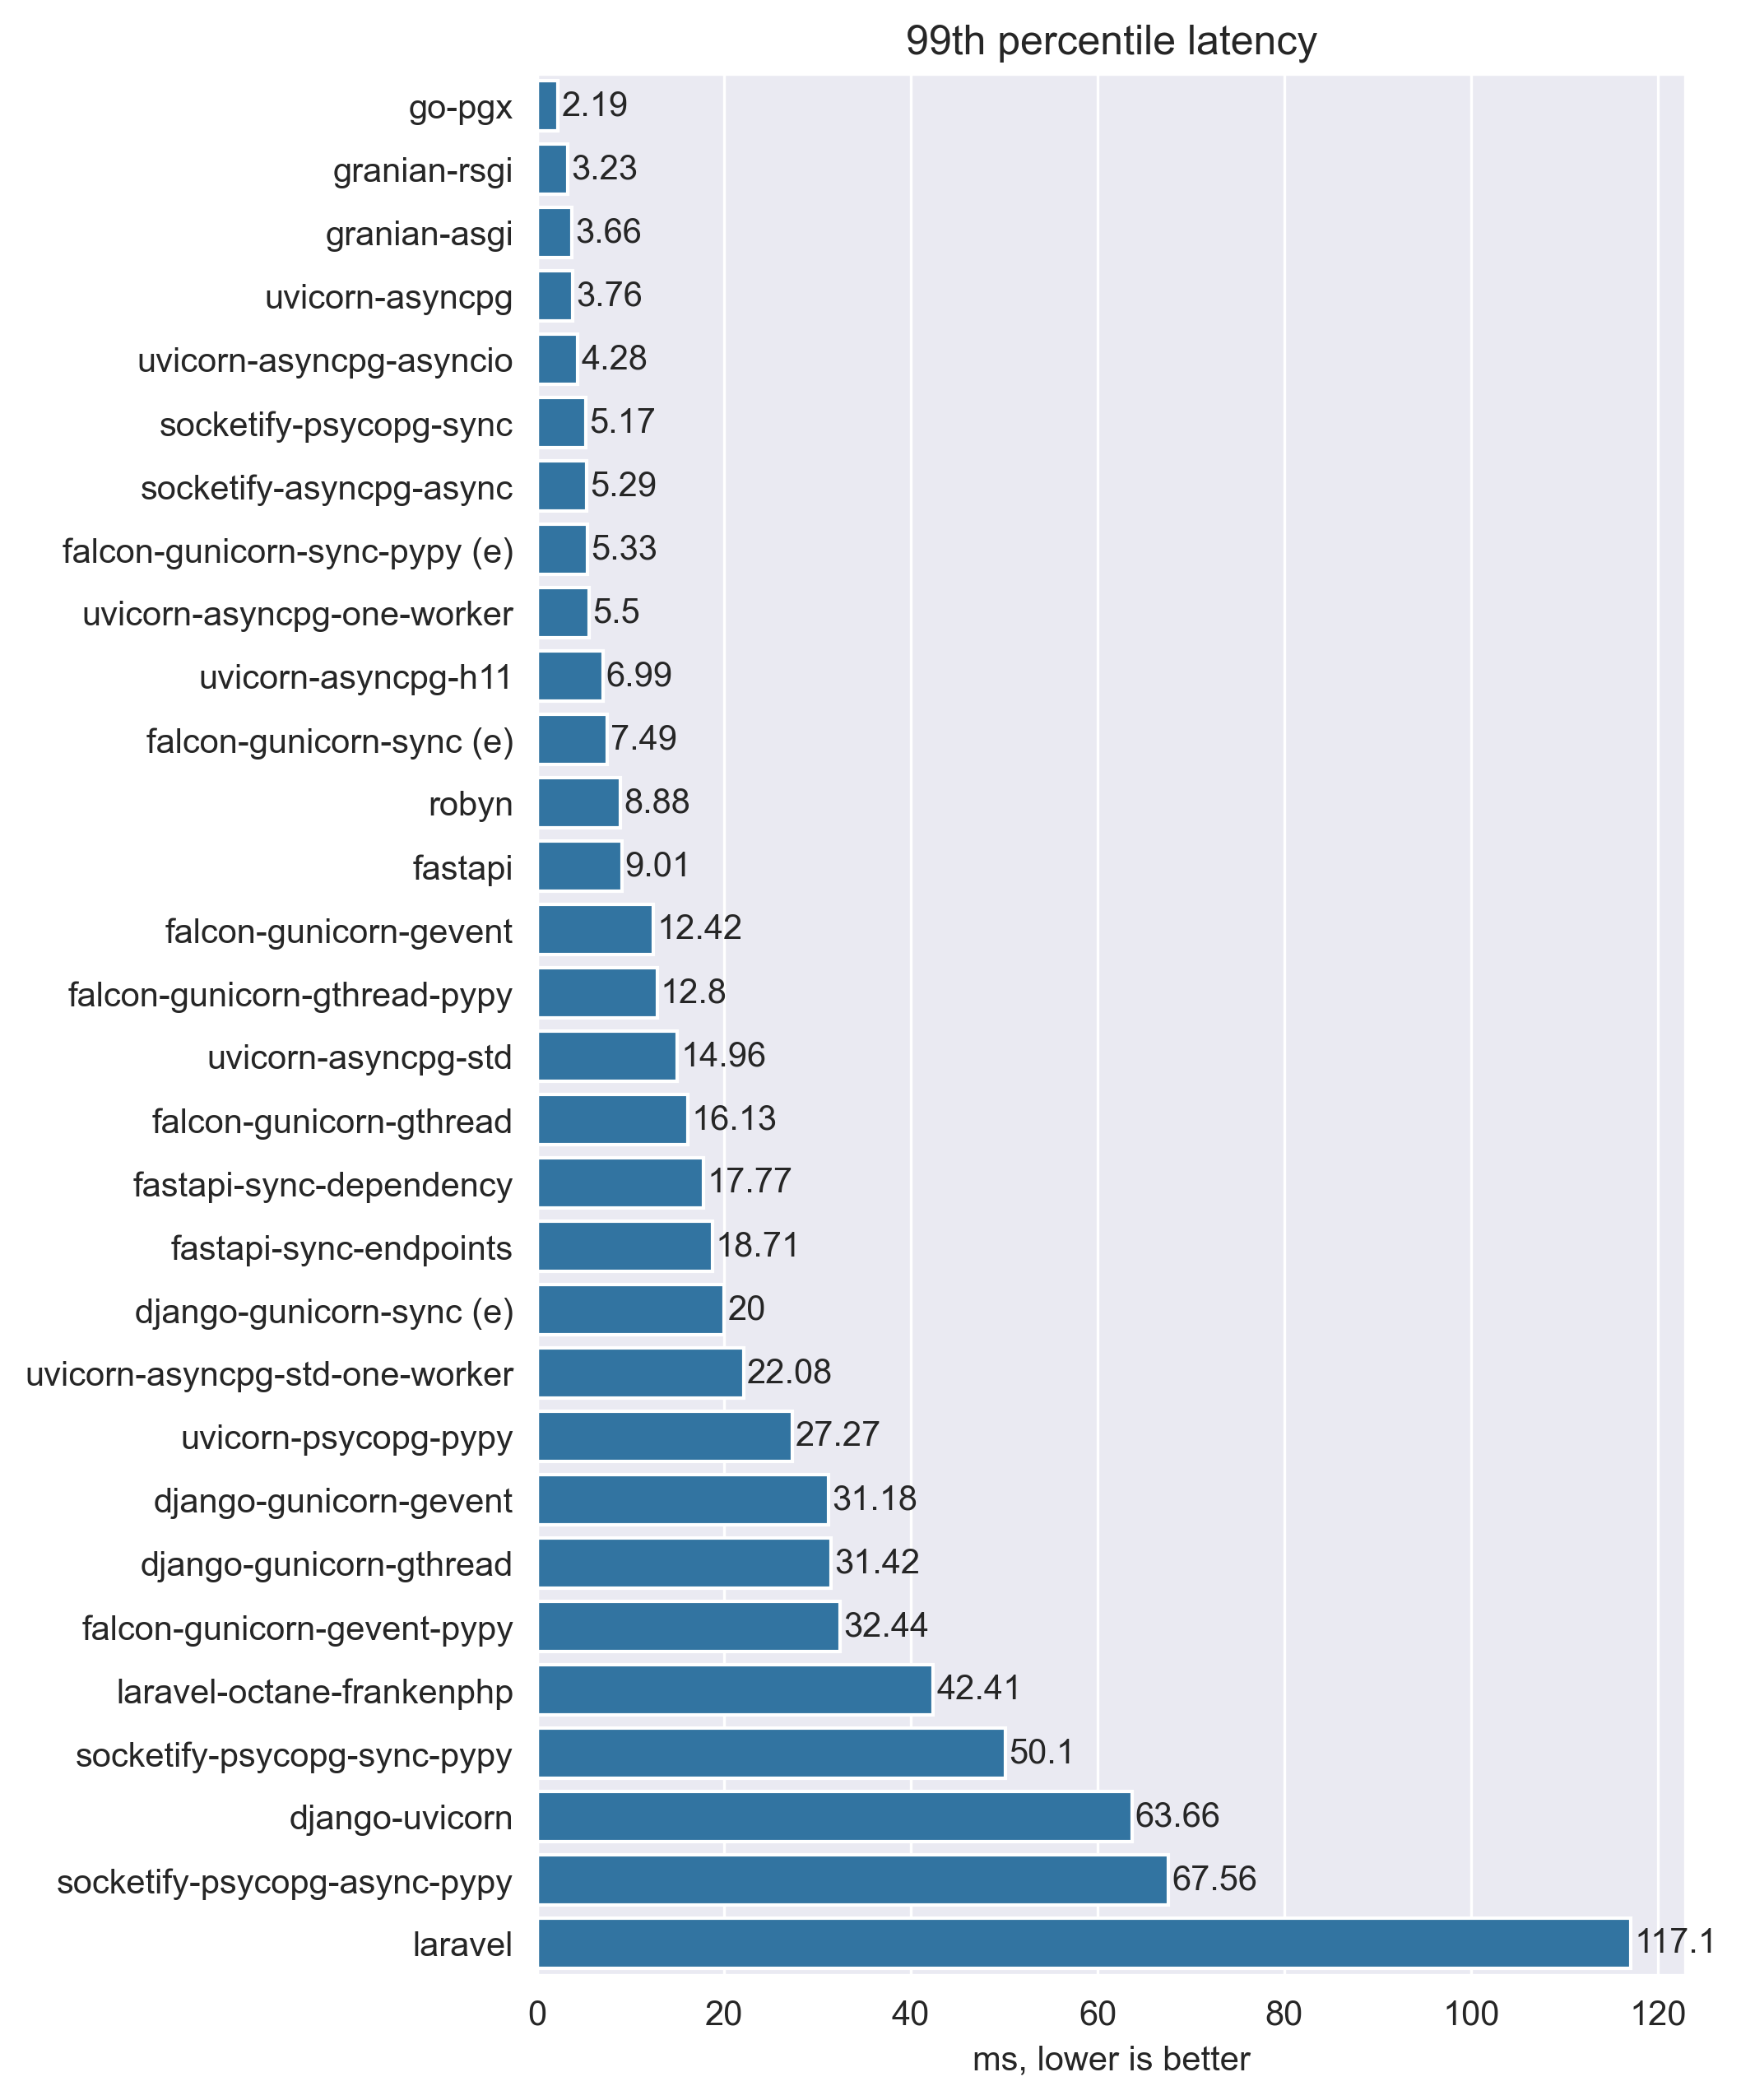 99th percentile latency
go-pgx 2.19
granian-rsgi 3.23
granian-asgi 3.66
uvicorn-asyncpg 3.76
uvicorn-asyncpg-asyncio 4.28
socketify-psycopg-sync 5.17
socketify-asyncpg-async 5.29
falcon-gunicorn-sync-pypy (e) 5.33
uvicorn-asyncpg-one-worker 5.5
uvicorn-asyncpg-h11 6.99
falcon-gunicorn-sync (e) 7.49
robyn 8.88
fastapi 9.01
falcon-gunicorn-gevent 12.42
falcon-gunicorn-gthread-pypy 12.8
uvicorn-asyncpg-std 14.96
falcon-gunicorn-gthread 16.13
fastapi-sync-dependency 17.77
fastapi-sync-endpoints 18.71
django-gunicorn-sync (e) 20
uvicorn-asyncpg-std-one-worker 22.08
uvicorn-psycopg-pypy 27.27
django-gunicorn-gevent 31.18
django-gunicorn-gthread 31.42
falcon-gunicorn-gevent-pypy 32.44
laravel-octane-frankenphp 42.41
socketify-psycopg-sync-pypy 50.1
django-uvicorn 63.66
socketify-psycopg-async-pypy 67.56
laravel 117.1
0 20 40 60 80 100 120
ms, lower is better